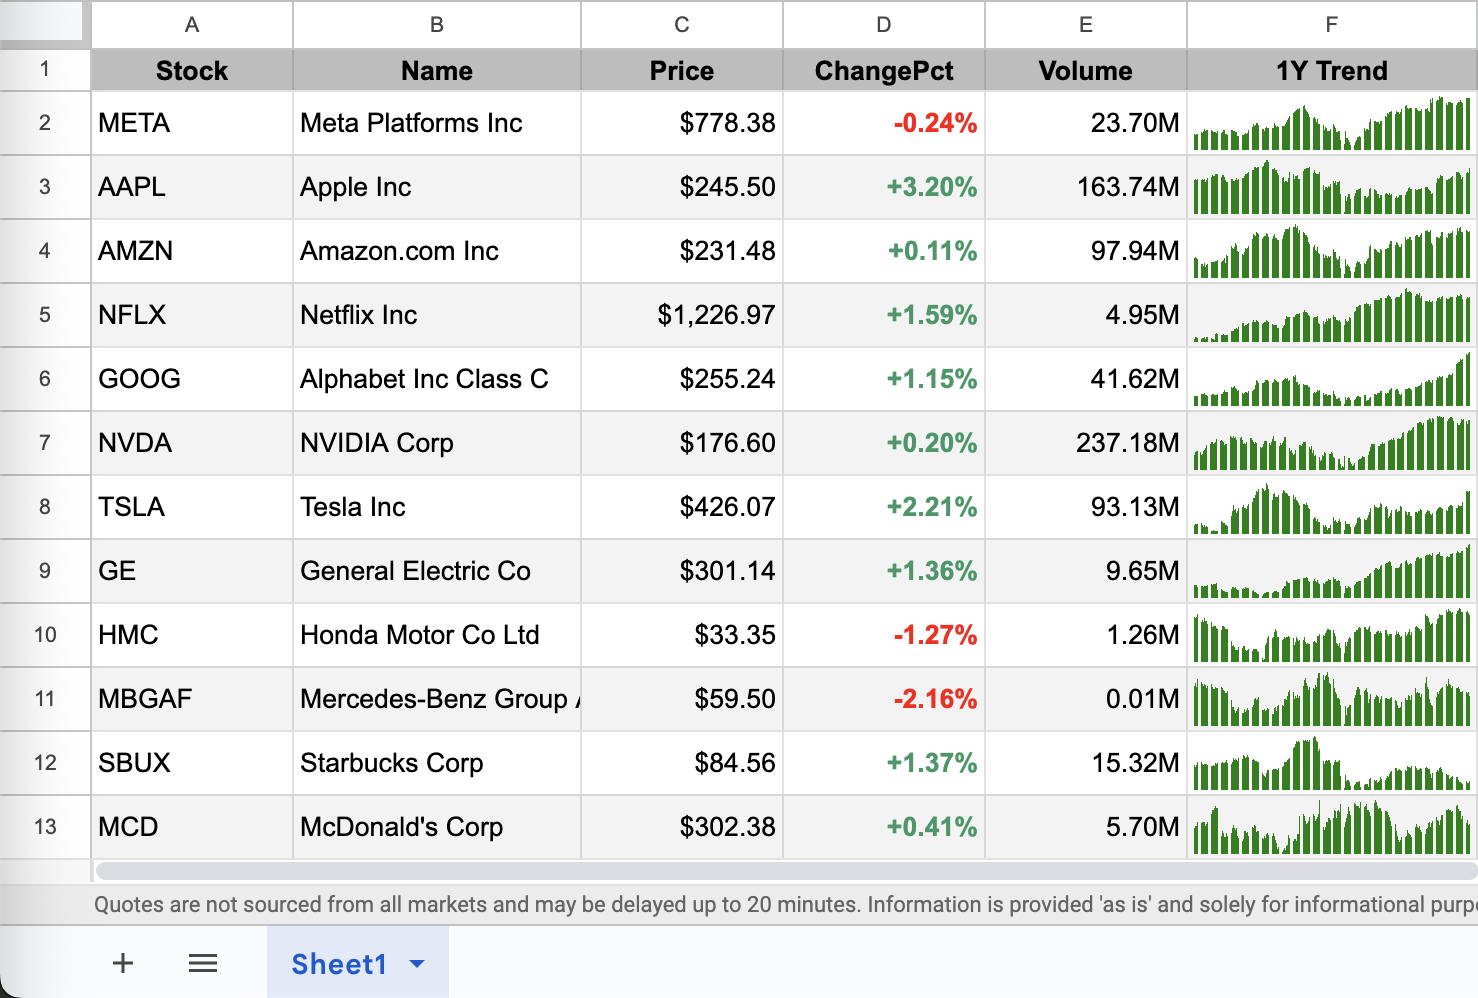 A B C D E F
1 Stock Name Price ChangePct Volume 1Y Trend
2 META Meta Platforms Inc $778.38 -0.24% 23.70M
3 AAPL Apple Inc $245.50 +3.20% 163.74M
4 AMZN Amazon.com Inc $231.48 +0.11% 97.94M
5 NFLX Netflix Inc $1,226.97 +1.59% 4.95M
6 GOOG Alphabet Inc Class C $255.24 +1.15% 41.62M
7 NVDA NVIDIA Corp $176.60 +0.20% 237.18M
8 TSLA Tesla Inc $426.07 +2.21% 93.13M
9 GE General Electric Co $301.14 +1.36% 9.65M
10 HMC Honda Motor Co Ltd $33.35 -1.27% 1.26M
11 MBGAF Mercedes-Benz Group $59.50 -2.16% 0.01M
12 SBUX Starbucks Corp $84.56 +1.37% 15.32M
13 MCD McDonald's Corp $302.38 +0.41% 5.70M
Quotes are not sourced from all markets and may be delayed up to 20 minutes. Information is provided 'as is' and solely for informational
Sheet1